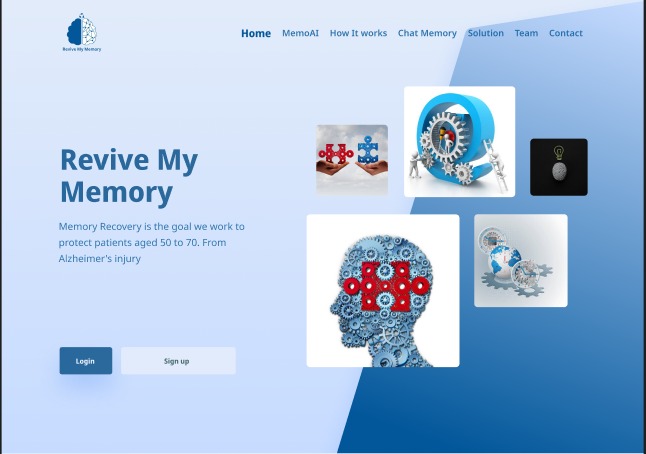 Revive My Memory
Home MemoAI How It works Chat Memory Solution Team Contact
Revive My
Memory
Memory Recovery is the goal we work to
protect patients aged 50 to 70. From
Alzheimer's injury
Login Sign up